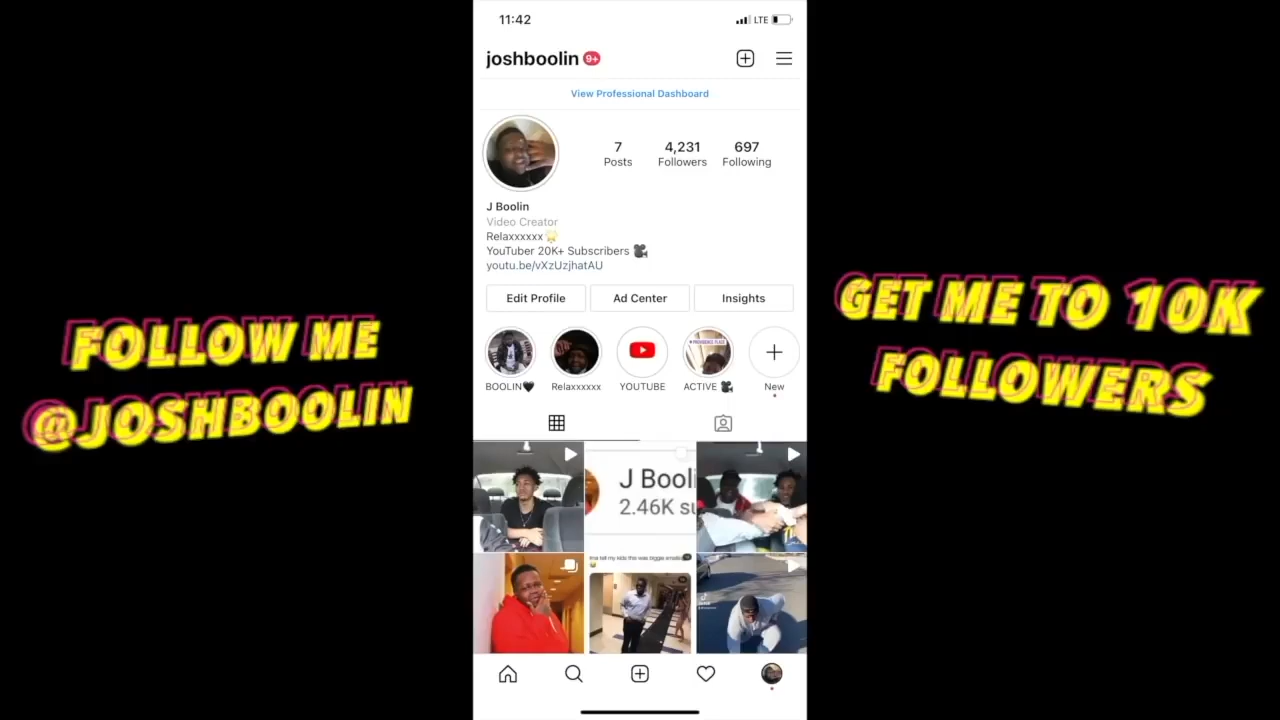 11:42
LTE
joshboolin 9+
View Professional Dashboard
7
Posts
4,231
Followers
697
Following
J Boolin
Video Creator
Relaxxxxxx
YouTuber 20K+ Subscribers
youtu.be/vXzUzjhatAU
Edit Profile
Ad Center
Insights
BOOLIN🖤
Relaxxxxxx
YOUTUBE
ACTIVE
New
J Booli
2.46K su
FOLLOW ME
@JOSHBOOLIN
GET ME TO 10K
FOLLOWERS